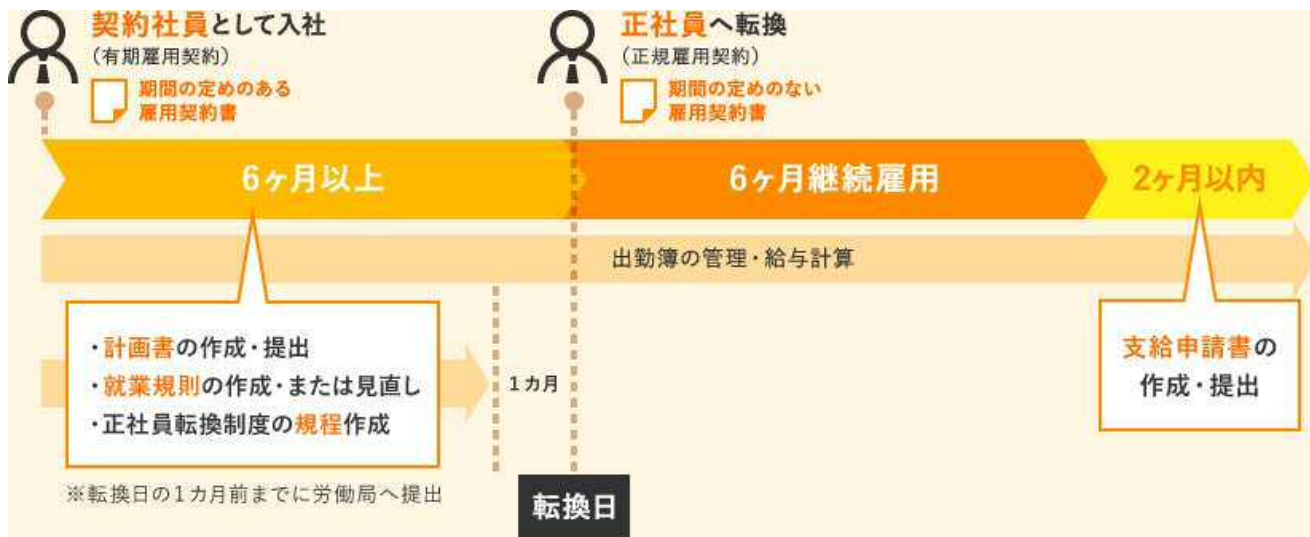 契約社員として入社
(有期雇用契約)
期間の定めのある
雇用契約書
正社員へ転換
(正規雇用契約)
期間の定めのない
雇用契約書
6ヶ月以上
6ヶ月継続雇用
2ヶ月以内
出勤簿の管理・給与計算
・計画書の作成・提出
・就業規則の作成・または見直し
・正社員転換制度の規程作成
1カ月
支給申請書の
作成・提出
※転換日の1カ月前までに労働局へ提出
転換日